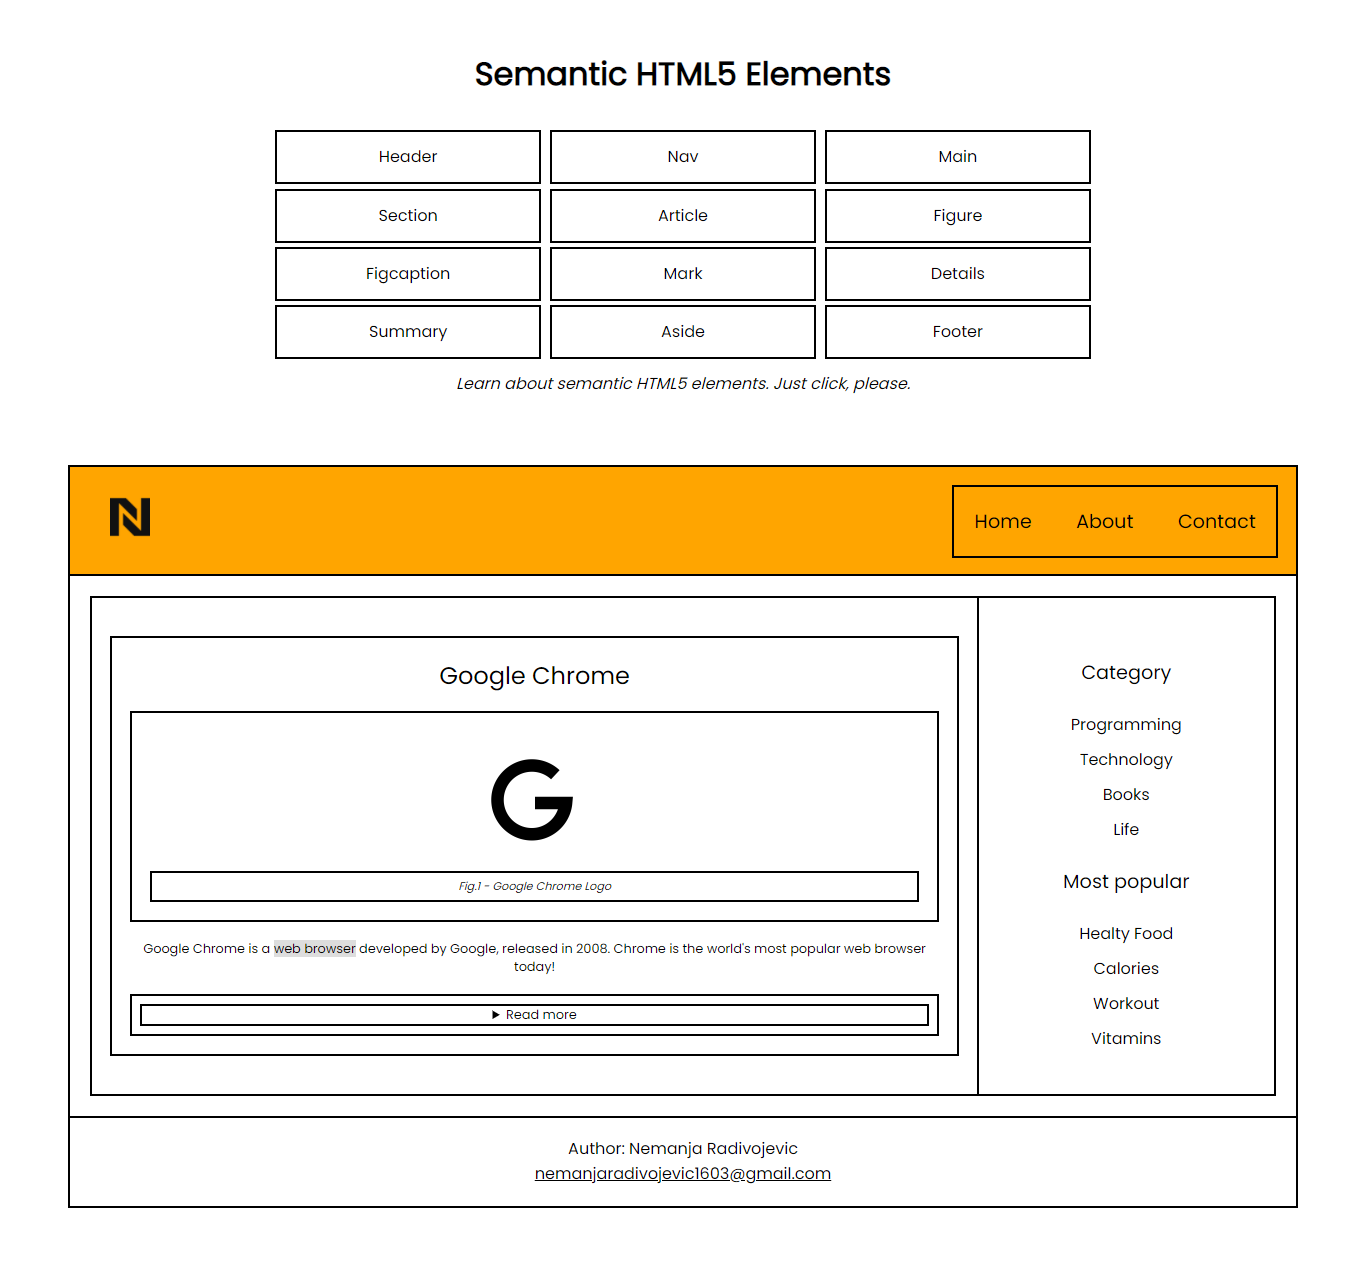 Semantic HTML5 Elements
Header
Nav
Main
Section
Article
Figure
Figcaption
Mark
Details
Summary
Aside
Footer
Learn about semantic HTML5 elements. Just click, please.
N
Home
About
Contact
Google Chrome
G
Fig.1 - Google Chrome Logo
Google Chrome is a web browser developed by Google, released in 2008. Chrome is the world's most popular web browser
today!
Read more
Category
Programming
Technology
Books
Life
Most popular
Healty Food
Calories
Workout
Vitamins
Author: Nemanja Radivojevic
nemanjaradivojevic1603@gmail.com